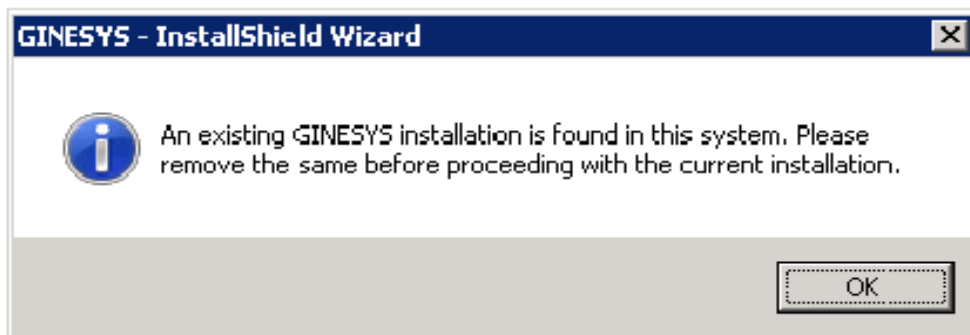 GINESYS - InstallShield Wizard
An existing GINESYS installation is found in this system. Please
remove the same before proceeding with the current installation.
OK